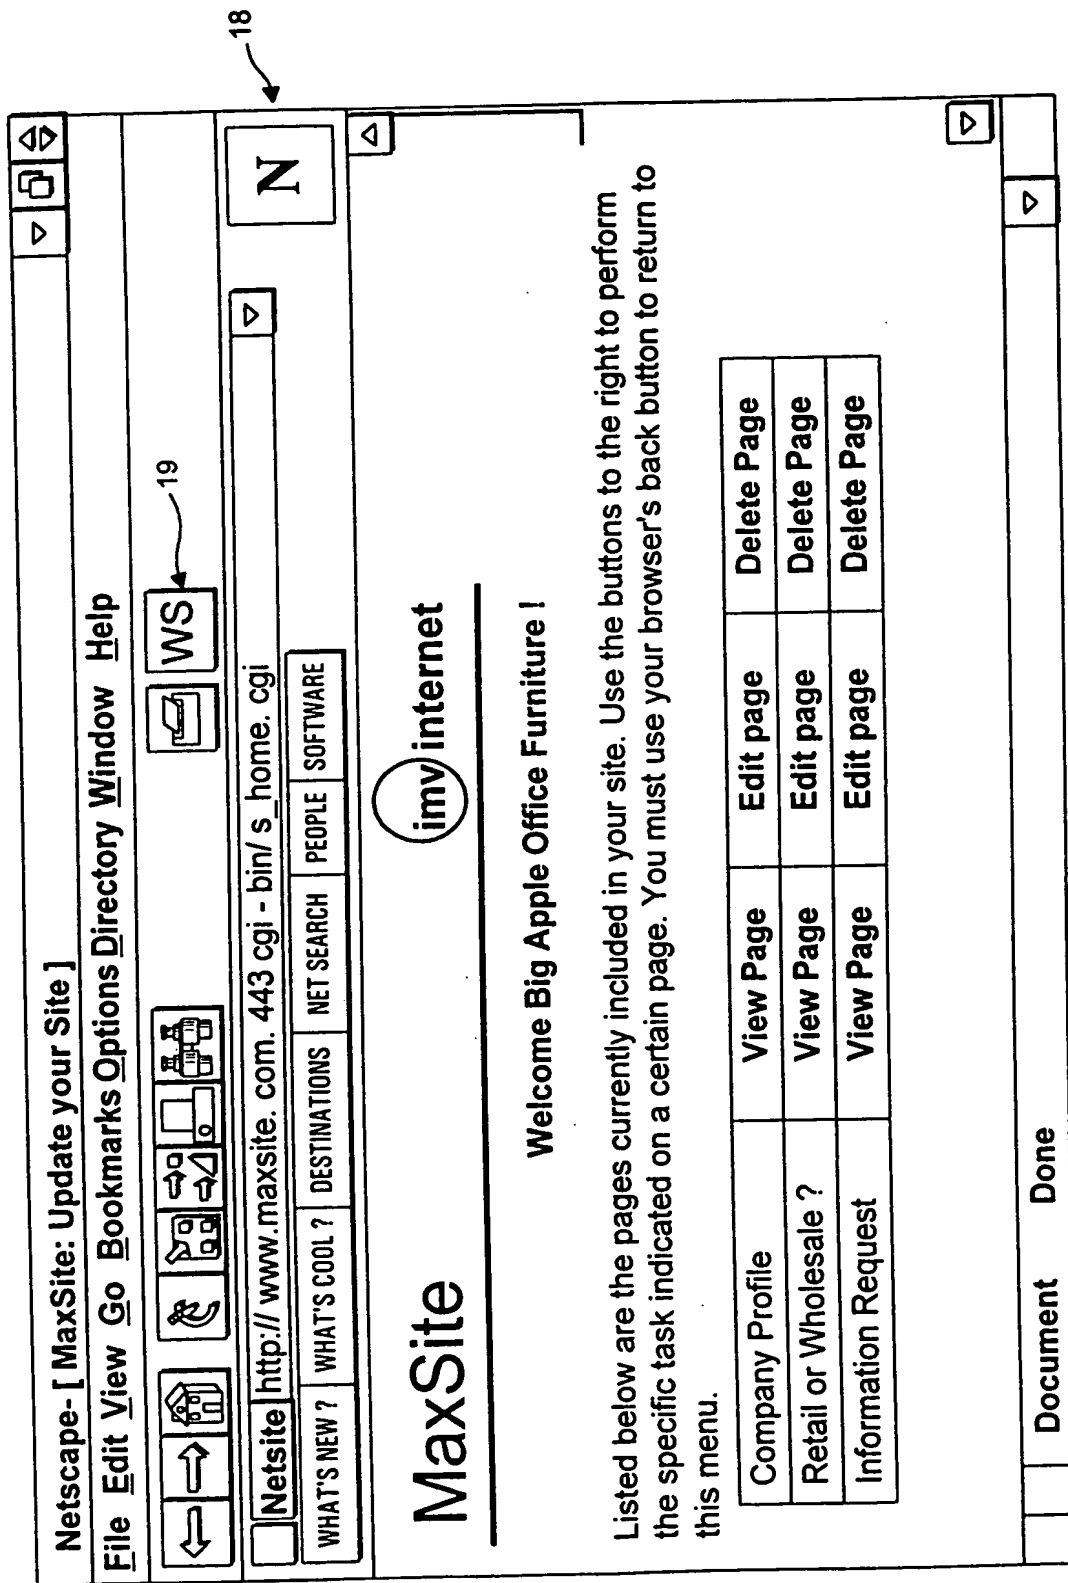 Netscape- [ MaxSite: Update your Site ]
File Edit View Go Bookmarks Options Directory Window Help
WS
19
18
Netsite http:// www.maxsite. com. 443 cgi - bin/ s_home. cgi
N
WHAT'S NEW ? WHAT'S COOL ? DESTINATIONS NET SEARCH PEOPLE SOFTWARE
MaxSite imv internet
Welcome Big Apple Office Furniture !
Listed below are the pages currently included in your site. Use the buttons to the right to perform
the specific task indicated on a certain page. You must use your browser's back button to return to
this menu.
Company Profile View Page Edit page Delete Page
Retail or Wholesale ? View Page Edit page Delete Page
Information Request View Page Edit page Delete Page
Document Done